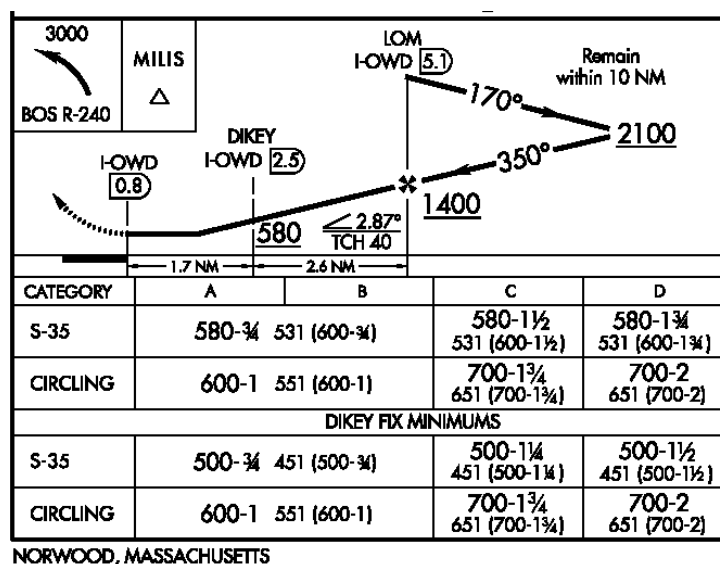 3000
BOS R-240
MILIS
LOM
I-OWD 5.1
Remain
within 10 NM
170°
2100
350°
DIKEY
I-OWD 2.5
I-OWD
0.8
1400
580
2.87°
TCH 40
1.7 NM
2.6 NM
CATEGORY A B C D
S-35 580-¾ 531 (600-¾) 580-1½ 580-1¾
531 (600-1½) 531 (600-1¾)
CIRCLING 600-1 551 (600-1) 700-1¾ 700-2
651 (700-1¾) 651 (700-2)
DIKEY FIX MINIMUMS
S-35 500-¾ 451 (500-¾) 500-1¼ 500-1½
451 (500-1¼) 451 (500-1½)
CIRCLING 600-1 551 (600-1) 700-1¾ 700-2
651 (700-1¾) 651 (700-2)
NORWOOD, MASSACHUSETTS